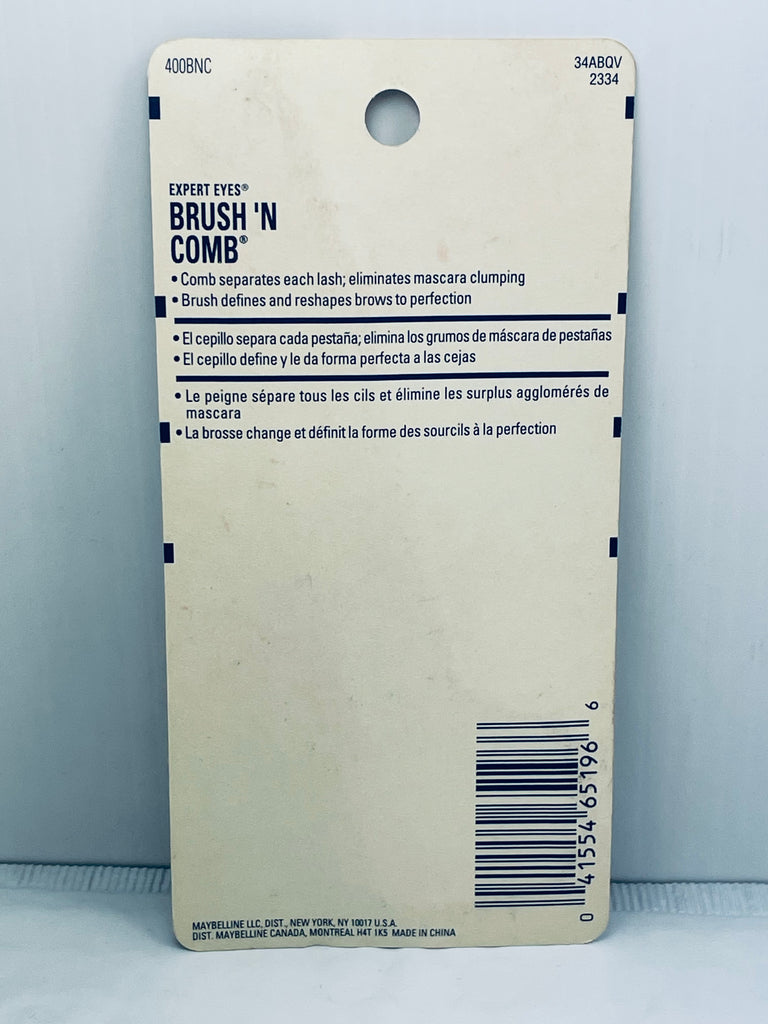 400BNC
34ABQV
2334
EXPERT EYES®
BRUSH 'N
COMB®
• Comb separates each lash; eliminates mascara clumping
• Brush defines and reshapes brows to perfection
• El cepillo separa cada pestaña; elimina los grumos de máscara de pestañas
• El cepillo define y le da forma perfecta a las cejas
• Le peigne sépare tous les cils et élimine les surplus agglomérés de
mascara
• La brosse change et définit la forme des sourcils à la perfection
0 41554 65196 6
MAYBELLINE LLC, DIST., NEW YORK, NY 10017 U.S.A.
DIST. MAYBELLINE CANADA, MONTREAL H4T 1K5 MADE IN CHINA